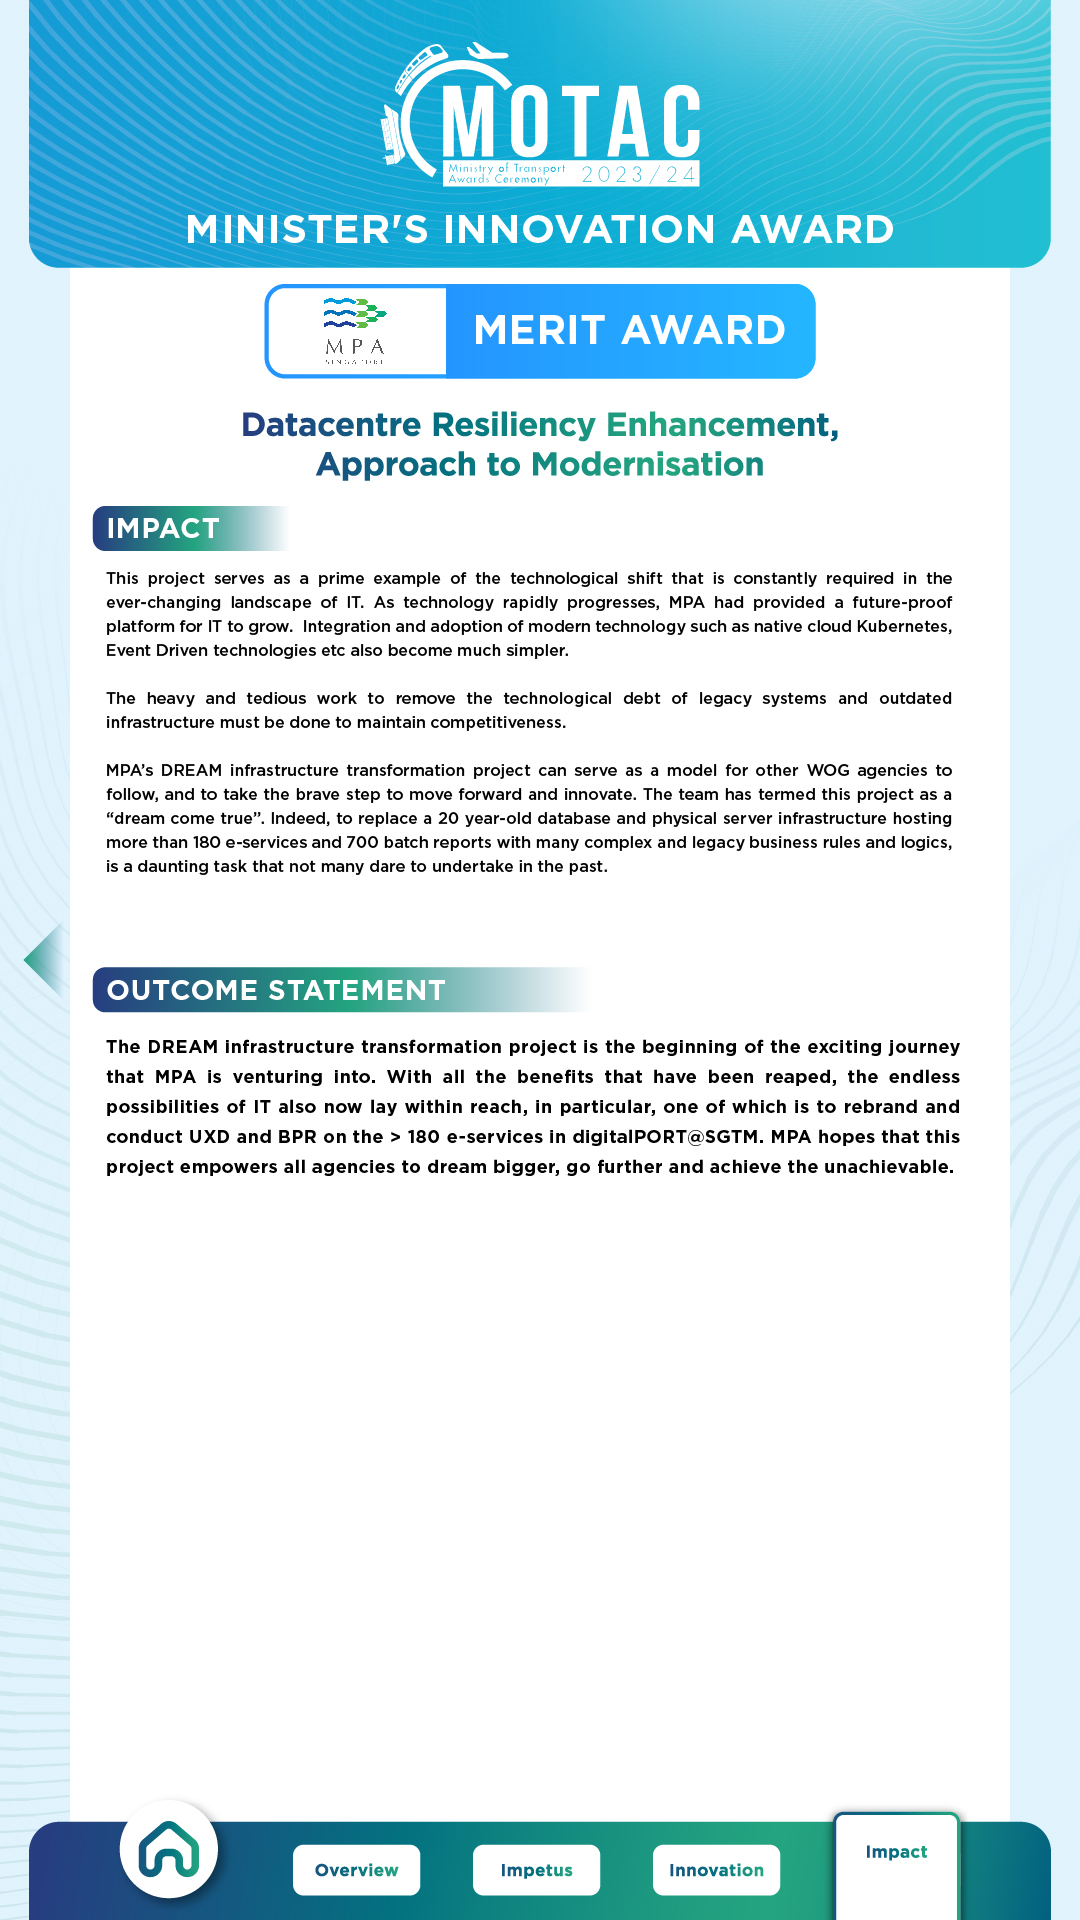 MOTAC
Ministry of Transport
Awards Ceremony 2023/24
MINISTER'S INNOVATION AWARD
MPA
SINGAPORE
MERIT AWARD
Datacentre Resiliency Enhancement,
Approach to Modernisation
IMPACT
This project serves as a prime example of the technological shift that is constantly required in the
ever-changing landscape of IT. As technology rapidly progresses, MPA had provided a future-proof
platform for IT to grow. Integration and adoption of modern technology such as native cloud Kubernetes,
Event Driven technologies etc also become much simpler.
The heavy and tedious work to remove the technological debt of legacy systems and outdated
infrastructure must be done to maintain competitiveness.
MPA’s DREAM infrastructure transformation project can serve as a model for other WOG agencies to
follow, and to take the brave step to move forward and innovate. The team has termed this project as a
“dream come true”. Indeed, to replace a 20 year-old database and physical server infrastructure hosting
more than 180 e-services and 700 batch reports with many complex and legacy business rules and logics,
is a daunting task that not many dare to undertake in the past.
OUTCOME STATEMENT
The DREAM infrastructure transformation project is the beginning of the exciting journey
that MPA is venturing into. With all the benefits that have been reaped, the endless
possibilities of IT also now lay within reach, in particular, one of which is to rebrand and
conduct UXD and BPR on the > 180 e-services in digitalPORT@SGTM. MPA hopes that this
project empowers all agencies to dream bigger, go further and achieve the unachievable.
Overview
Impetus
Innovation
Impact